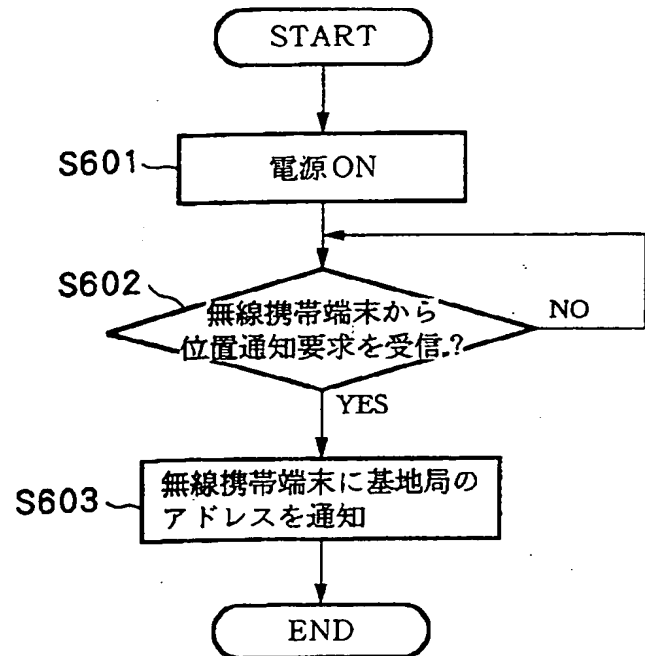 START
S601
電源ON
S602
無線携帯端末から
位置通知要求を受信?
NO
YES
S603
無線携帯端末に基地局の
アドレスを通知
END